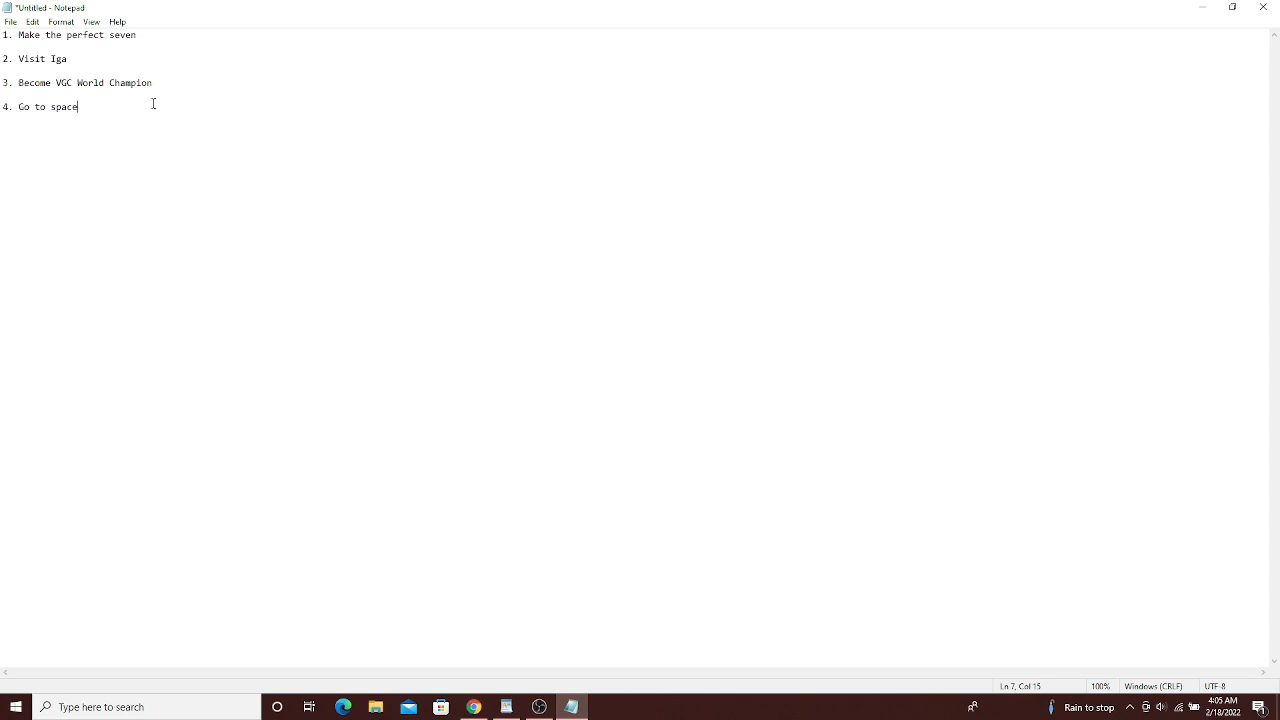 *Untitled - Notepad
File Edit Format View Help
1. Make the perfect seven
2. Visit Iga
3. Become VGC World Champion
4. Go to space
Ln 7, Col 15 100% Windows (CRLF) UTF-8
Type here to search Rain to stop 4:05 AM
2/18/2022 1